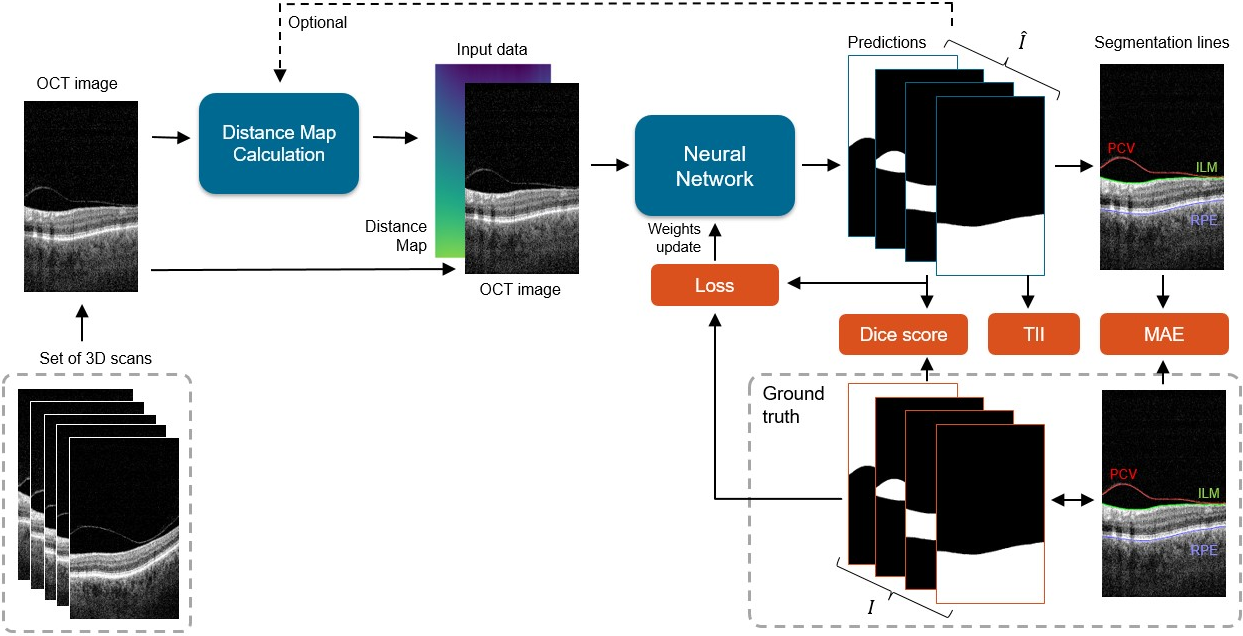 Optional
OCT image
Distance Map
Calculation
Input data
Distance
Map
OCT image
Neural
Network
Weights
update
Loss
Predictions
Î
Segmentation lines
PCV
ILM
RPE
Dice score
TII
MAE
Set of 3D scans
Ground
truth
I
PCV
ILM
RPE